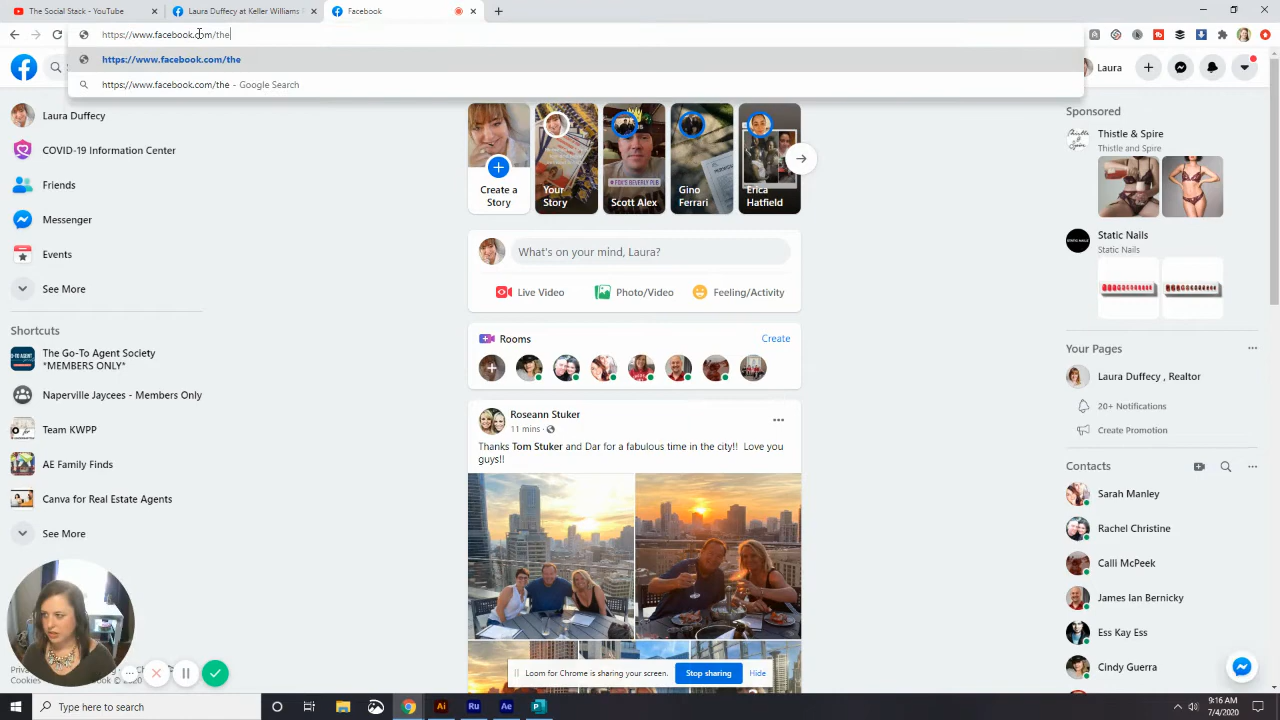 The Social Stack - YouTube
Laura Duffecy at Keller Williams
Facebook
https://www.facebook.com/the
https://www.facebook.com/the
https://www.facebook.com/the - Google Search
Laura
Laura Duffecy
COVID-19 Information Center
Friends
Messenger
Events
See More
Shortcuts
The Go-To Agent Society
*MEMBERS ONLY*
Naperville Jaycees - Members Only
Team KWPP
AE Family Finds
Canva for Real Estate Agents
See More
Create a
Story
Your
Story
Scott Alex
Gino
Ferrari
Erica
Hatfield
What's on your mind, Laura?
Live Video
Photo/Video
Feeling/Activity
Rooms
Create
Roseann Stuker
11 mins ·
Thanks Tom Stuker and Dar for a fabulous time in the city!! Love you
guys!!
Sponsored
Thistle & Spire
Thistle and Spire
Static Nails
Static Nails
Your Pages
Laura Duffecy , Realtor
20+ Notifications
Create Promotion
Contacts
Sarah Manley
Rachel Christine
Calli McPeek
James Ian Bernicky
Ess Kay Ess
Cindy Guerra
Loom for Chrome is sharing your screen.
Stop sharing
Hide
Cookies
Type here to search
Ai
Ru
Ae
9:16 AM
7/4/2020